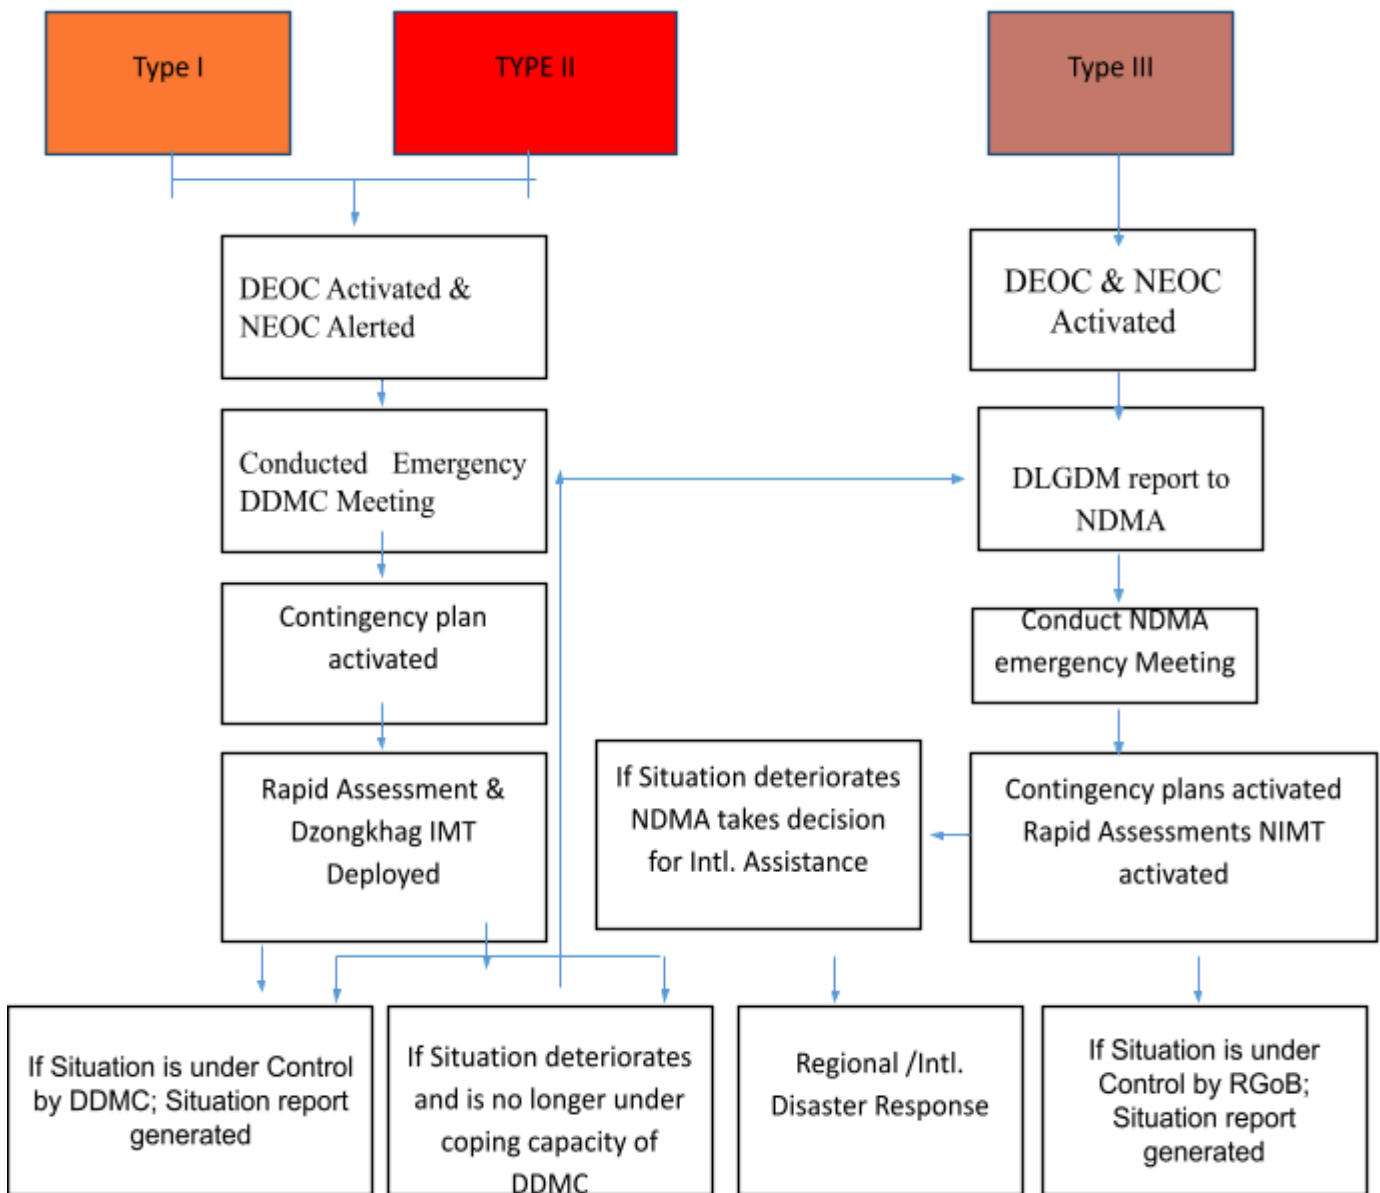 Type I
TYPE II
Type III
DEOC Activated &
NEOC Alerted
DEOC & NEOC
Activated
Conducted Emergency
DDMC Meeting
DLGDM report to
NDMA
Contingency plan
activated
Conduct NDMA
emergency Meeting
Rapid Assessment &
Dzongkhag IMT
Deployed
If Situation deteriorates
NDMA takes decision
for Intl. Assistance
Contingency plans activated
Rapid Assessments NIMT
activated
If Situation is under Control
by DDMC; Situation report
generated
If Situation deteriorates
and is no longer under
coping capacity of
DDMC
Regional /Intl.
Disaster Response
If Situation is under
Control by RGoB;
Situation report
generated